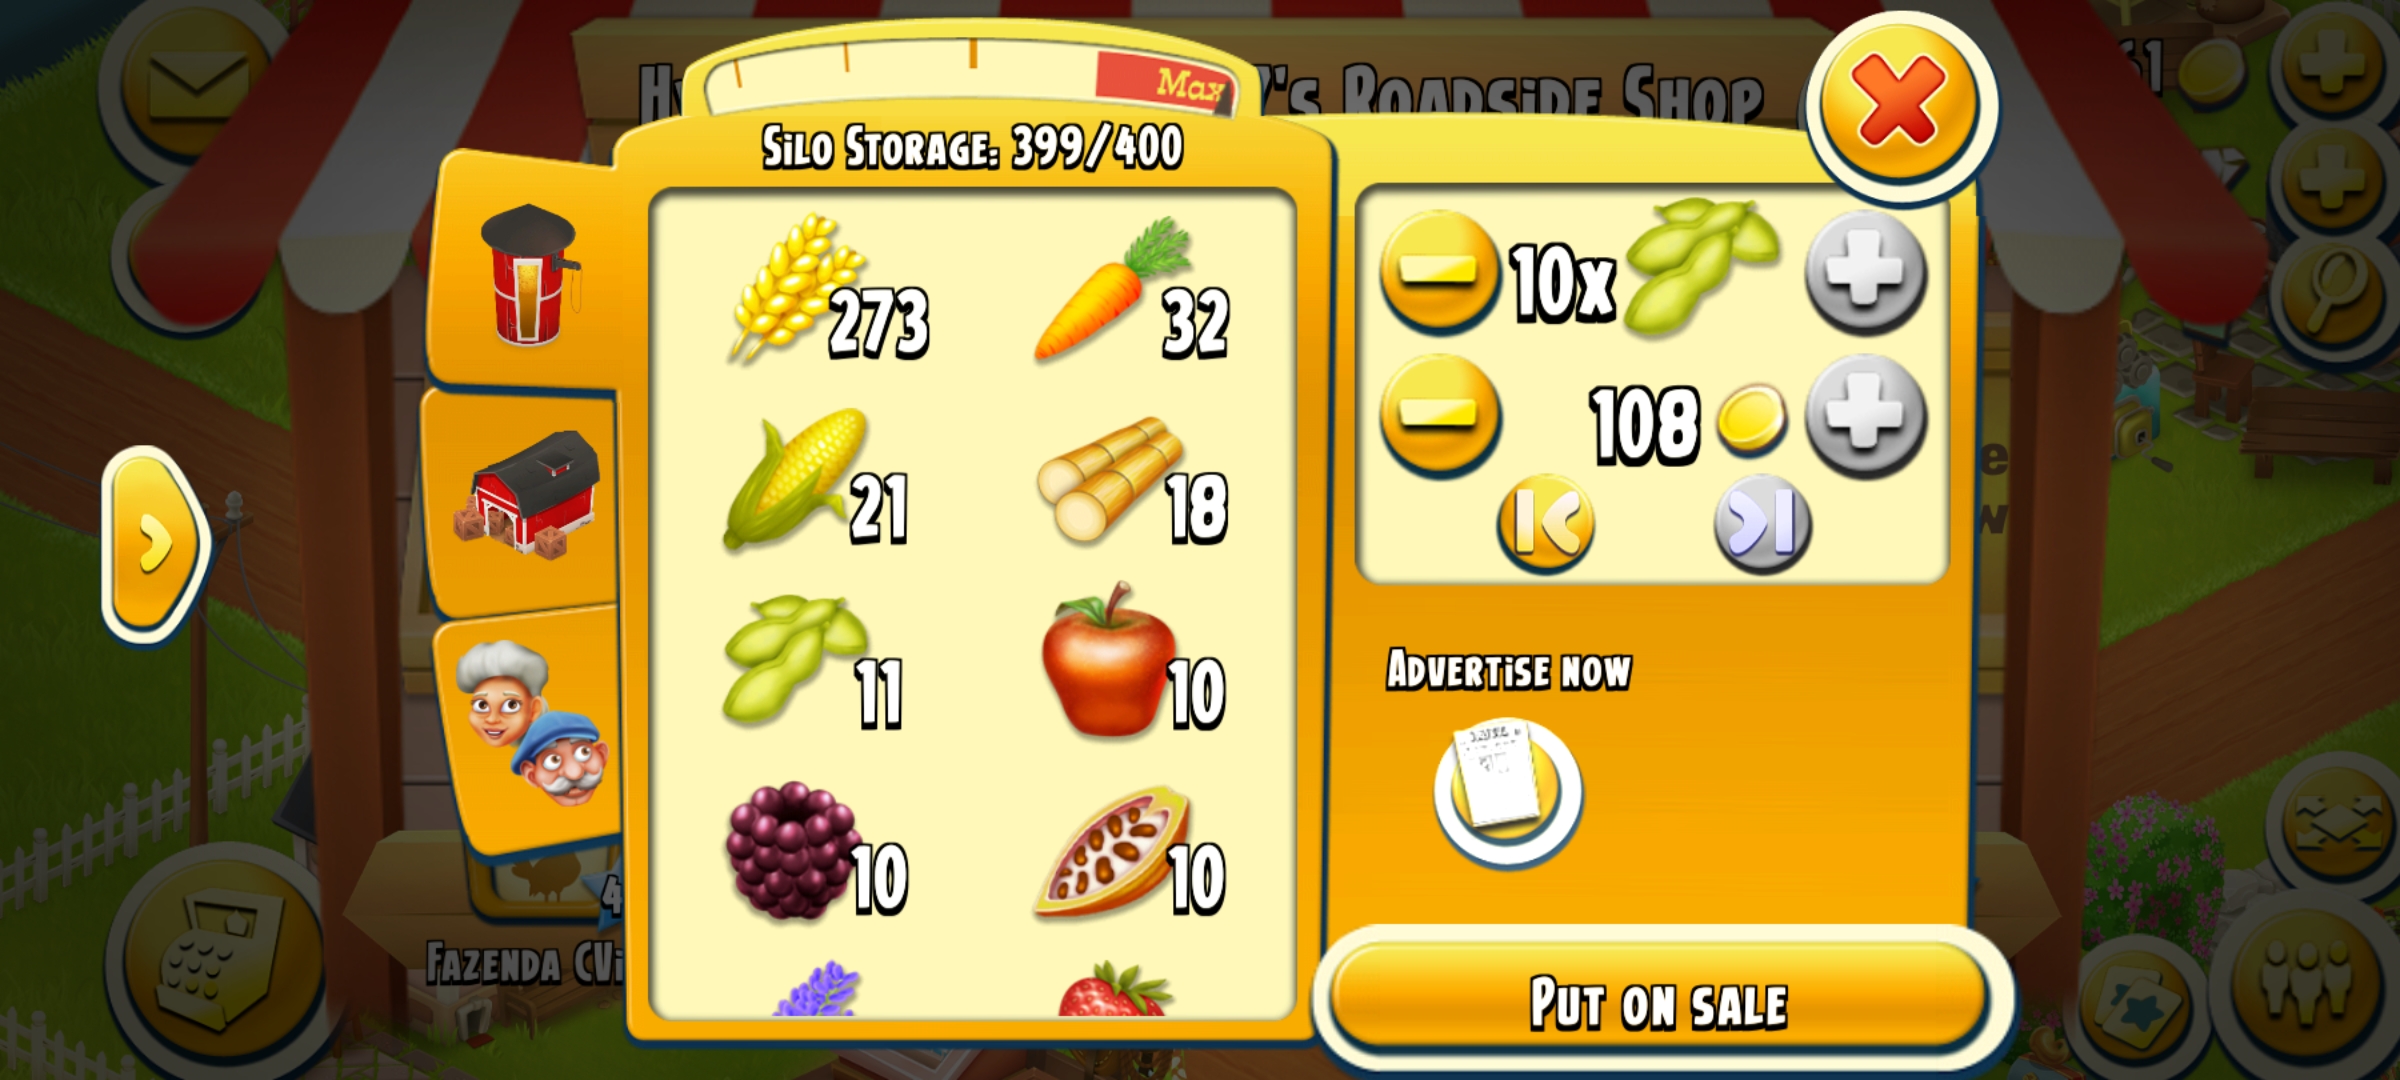 's Roadside Shop
Max
Silo Storage: 399/400
273
32
21
18
11
10
10
10
10x
108
Advertise now
Put on sale
Fazenda